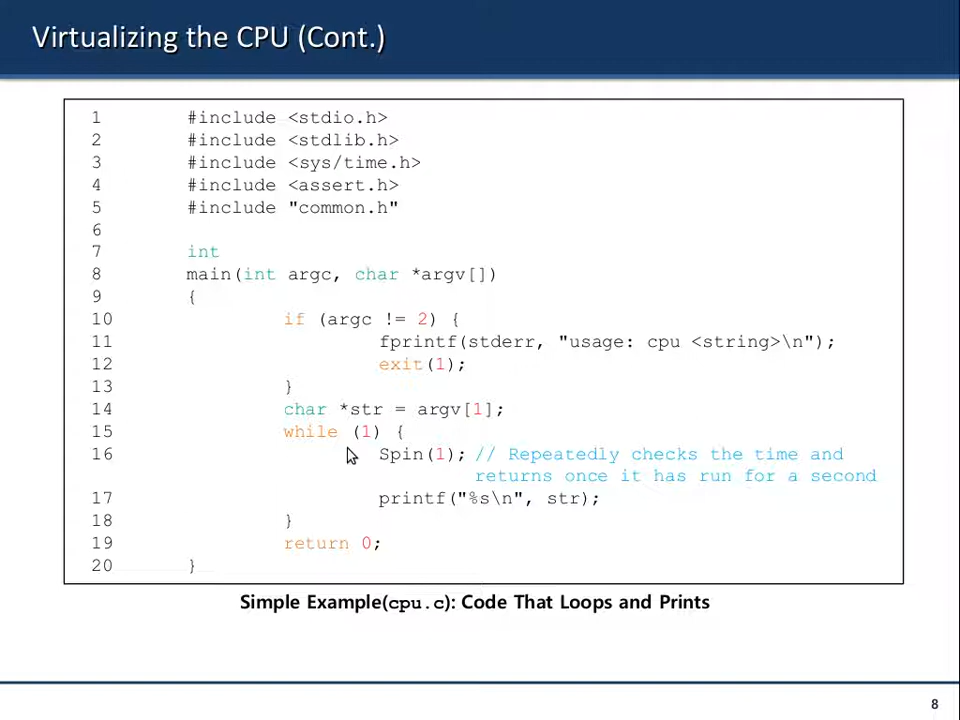 Virtualizing the CPU (Cont.)
1 #include <stdio.h>
2 #include <stdlib.h>
3 #include <sys/time.h>
4 #include <assert.h>
5 #include "common.h"
6
7 int
8 main(int argc, char *argv[])
9 {
10 if (argc != 2) {
11 fprintf(stderr, "usage: cpu <string>\n");
12 exit(1);
13 }
14 char *str = argv[1];
15 while (1) {
16 Spin(1); // Repeatedly checks the time and
returns once it has run for a second
17 printf("%s\n", str);
18 }
19 return 0;
20 }
Simple Example(cpu.c): Code That Loops and Prints
8